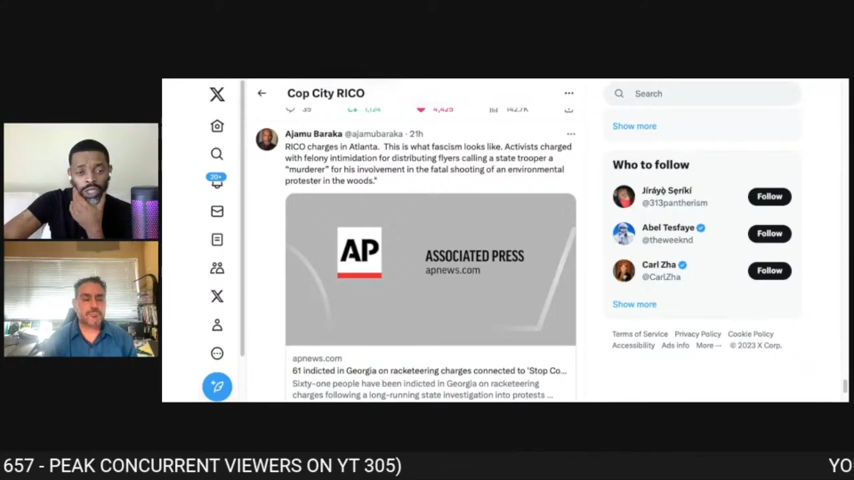 Cop City RICO
Search
Show more
Ajamu Baraka @ajamubaraka · 21h
RICO charges in Atlanta. This is what fascism looks like. Activists charged
with felony intimidation for distributing flyers calling a state trooper a
"murderer" for his involvement in the fatal shooting of an environmental
protester in the woods."
AP
ASSOCIATED PRESS
apnews.com
apnews.com
61 indicted in Georgia on racketeering charges connected to 'Stop Co...
Sixty-one people have been indicted in Georgia on racketeering
charges following a long-running state investigation into protests ...
20+
Who to follow
Jíráyọ̀ Ṣẹríkí
@313pantherism
Follow
Abel Tesfaye
@theweeknd
Follow
Carl Zha
@CarlZha
Follow
Show more
Terms of Service Privacy Policy Cookie Policy
Accessibility Ads info More ··· © 2023 X Corp.
657 - PEAK CONCURRENT VIEWERS ON YT 305) YO